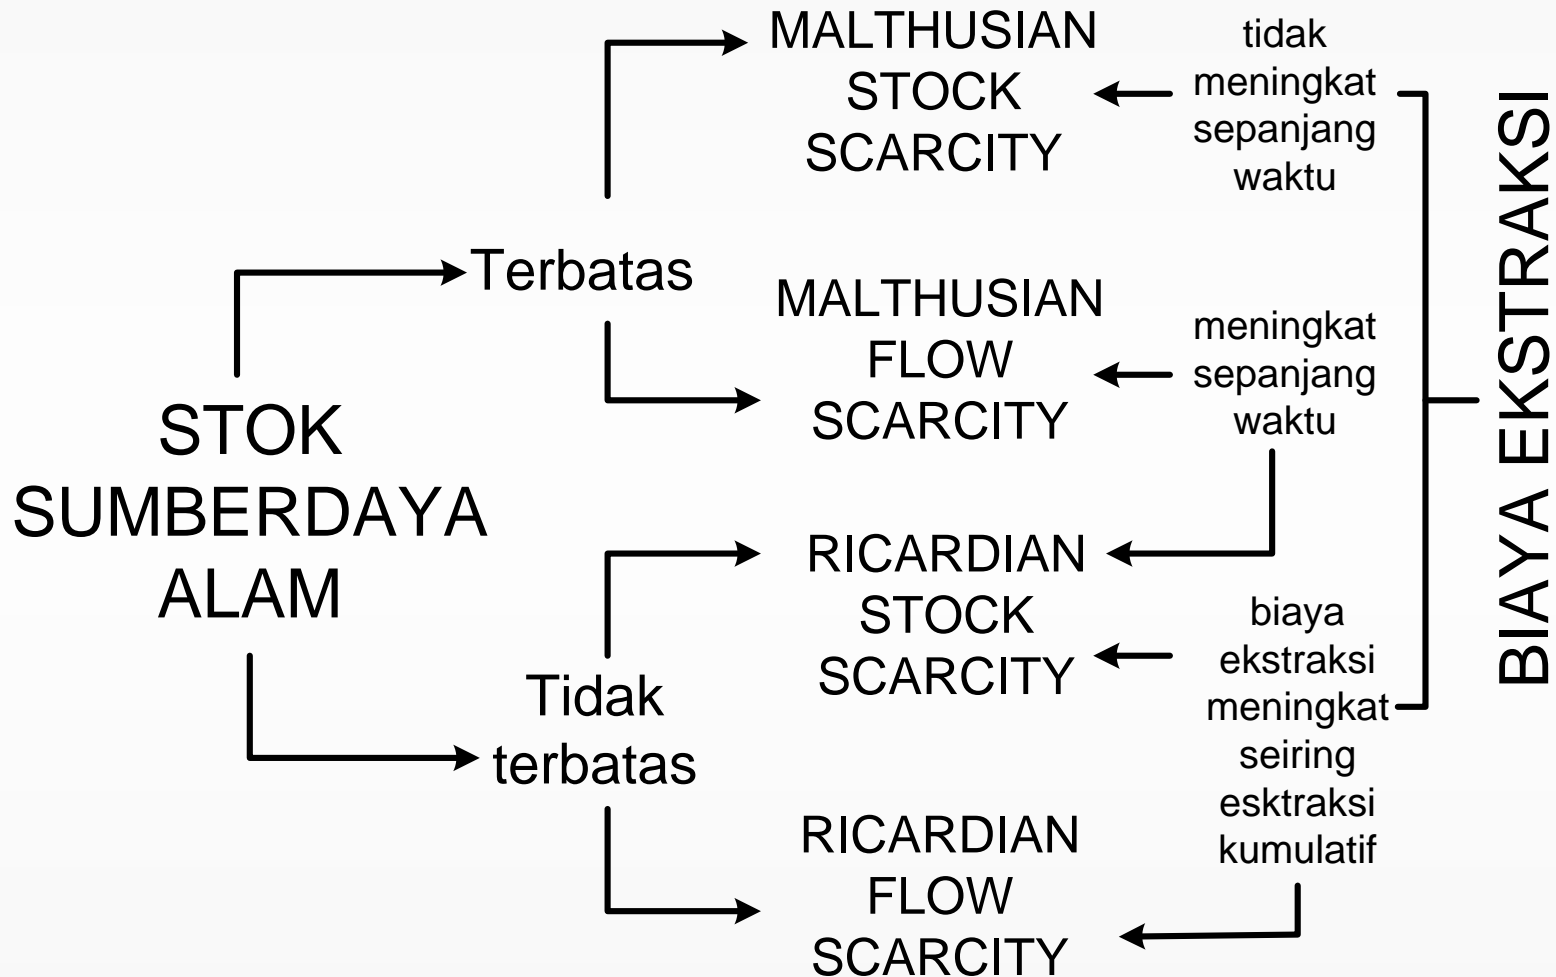 MALTHUSIAN
STOCK
SCARCITY
tidak
meningkat
sepanjang
waktu
Terbatas
MALTHUSIAN
FLOW
SCARCITY
meningkat
sepanjang
waktu
STOK
SUMBERDAYA
ALAM
RICARDIAN
STOCK
SCARCITY
Tidak
terbatas
biaya
ekstraksi
meningkat
seiring
esktraksi
kumulatif
RICARDIAN
FLOW
SCARCITY
BIAYA EKSTRAKSI